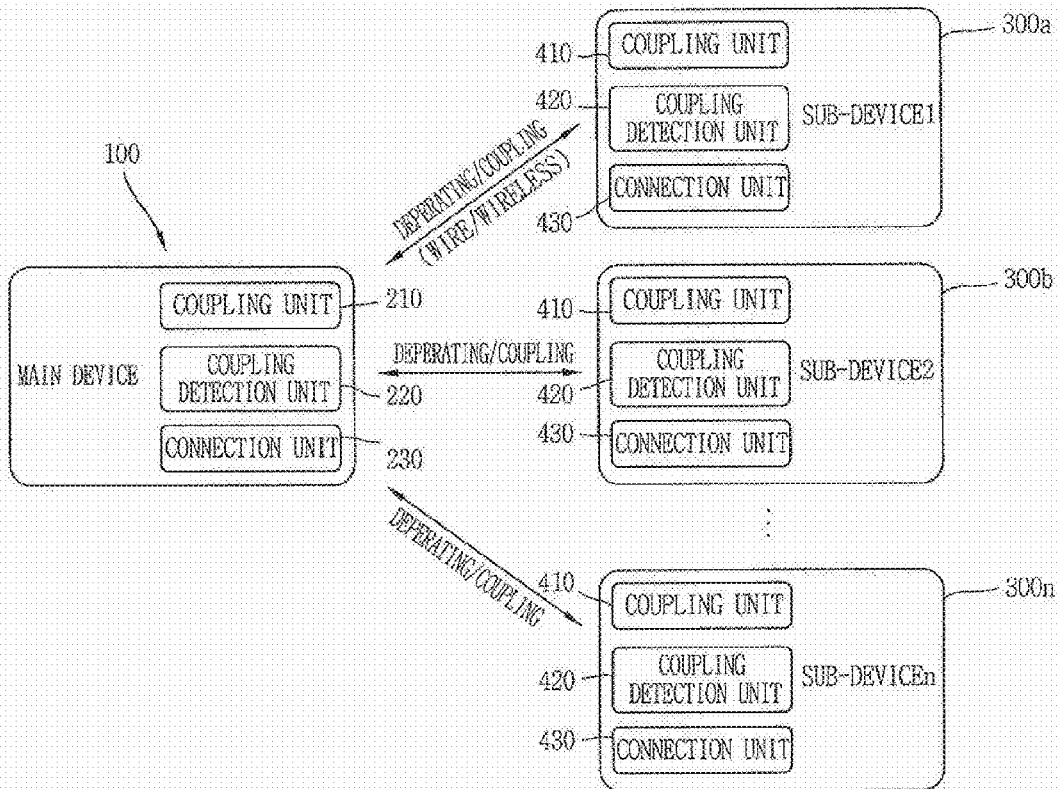 100
MAIN DEVICE
COUPLING UNIT
210
COUPLING
DETECTION UNIT
220
CONNECTION UNIT
230
DEPERATING/COUPLING
(WIRE/WIRELESS)
DEPERATING/COUPLING
DEPERATING/COUPLING
300a
410
COUPLING UNIT
420
COUPLING
DETECTION UNIT
SUB-DEVICE1
430
CONNECTION UNIT
300b
410
COUPLING UNIT
420
COUPLING
DETECTION UNIT
SUB-DEVICE2
430
CONNECTION UNIT
300n
410
COUPLING UNIT
420
COUPLING
DETECTION UNIT
SUB-DEVICEn
430
CONNECTION UNIT